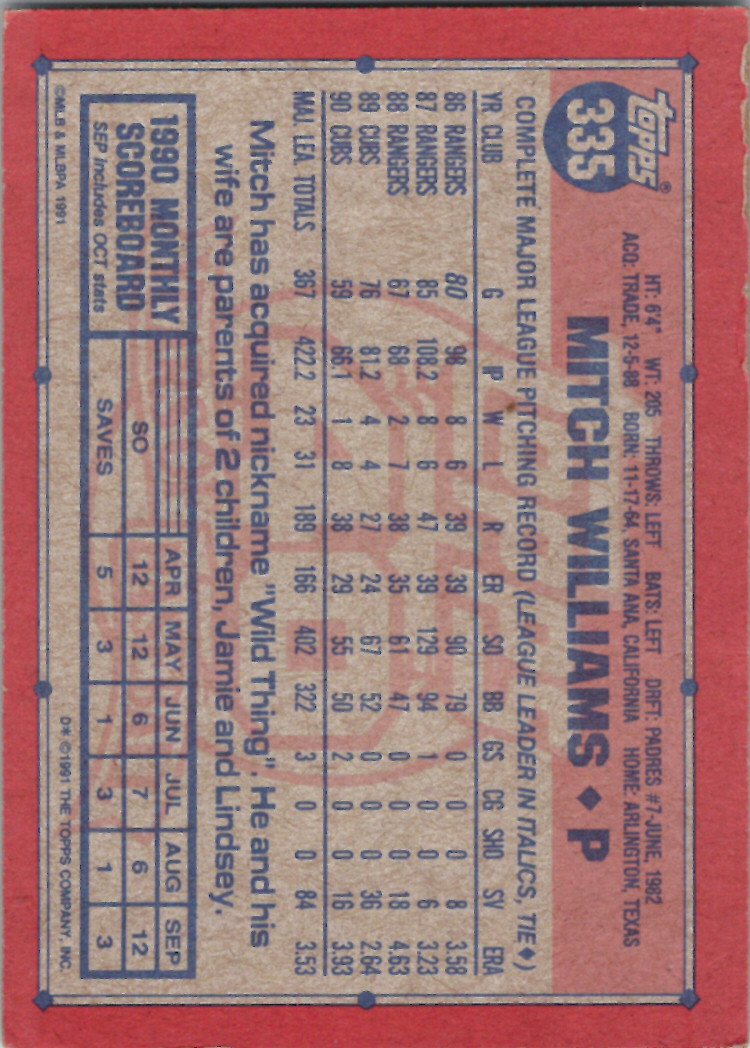 topps®
335
HT: 6'4" WT: 205 THROWS: LEFT BATS: LEFT DRFT: PADRES #7-JUNE, 1982
ACQ: TRADE, 12-5-88 BORN: 11-17-64, SANTA ANA, CALIFORNIA HOME: ARLINGTON, TEXAS
MITCH WILLIAMS ♦ P
COMPLETE MAJOR LEAGUE PITCHING RECORD (LEAGUE LEADER IN ITALICS, TIE♦)
YR CLUB G IP W L R ER SO BB GS CG SHO SV ERA
86 RANGERS 80 98 8 6 39 39 90 79 0 0 0 8 3.58
87 RANGERS 85 108.2 8 6 47 39 129 94 1 0 0 6 3.23
88 RANGERS 67 68 2 7 38 35 61 47 0 0 0 18 4.63
89 CUBS 76 81.2 4 4 27 24 67 52 0 0 0 36 2.64
90 CUBS 59 66.1 1 8 38 29 55 50 2 0 0 16 3.93
MAJ. LEA. TOTALS 367 422.2 23 31 189 166 402 322 3 0 0 84 3.53
Mitch has acquired nickname "Wild Thing". He and his
wife are parents of 2 children, Jamie and Lindsey.
1990 MONTHLY
SCOREBOARD
SEP includes OCT stats
APR MAY JUN JUL AUG SEP
SO 12 12 6 7 6 12
SAVES 5 3 1 3 1 3
©MLB & MLBPA 1991
D* ©1991 THE TOPPS COMPANY, INC.